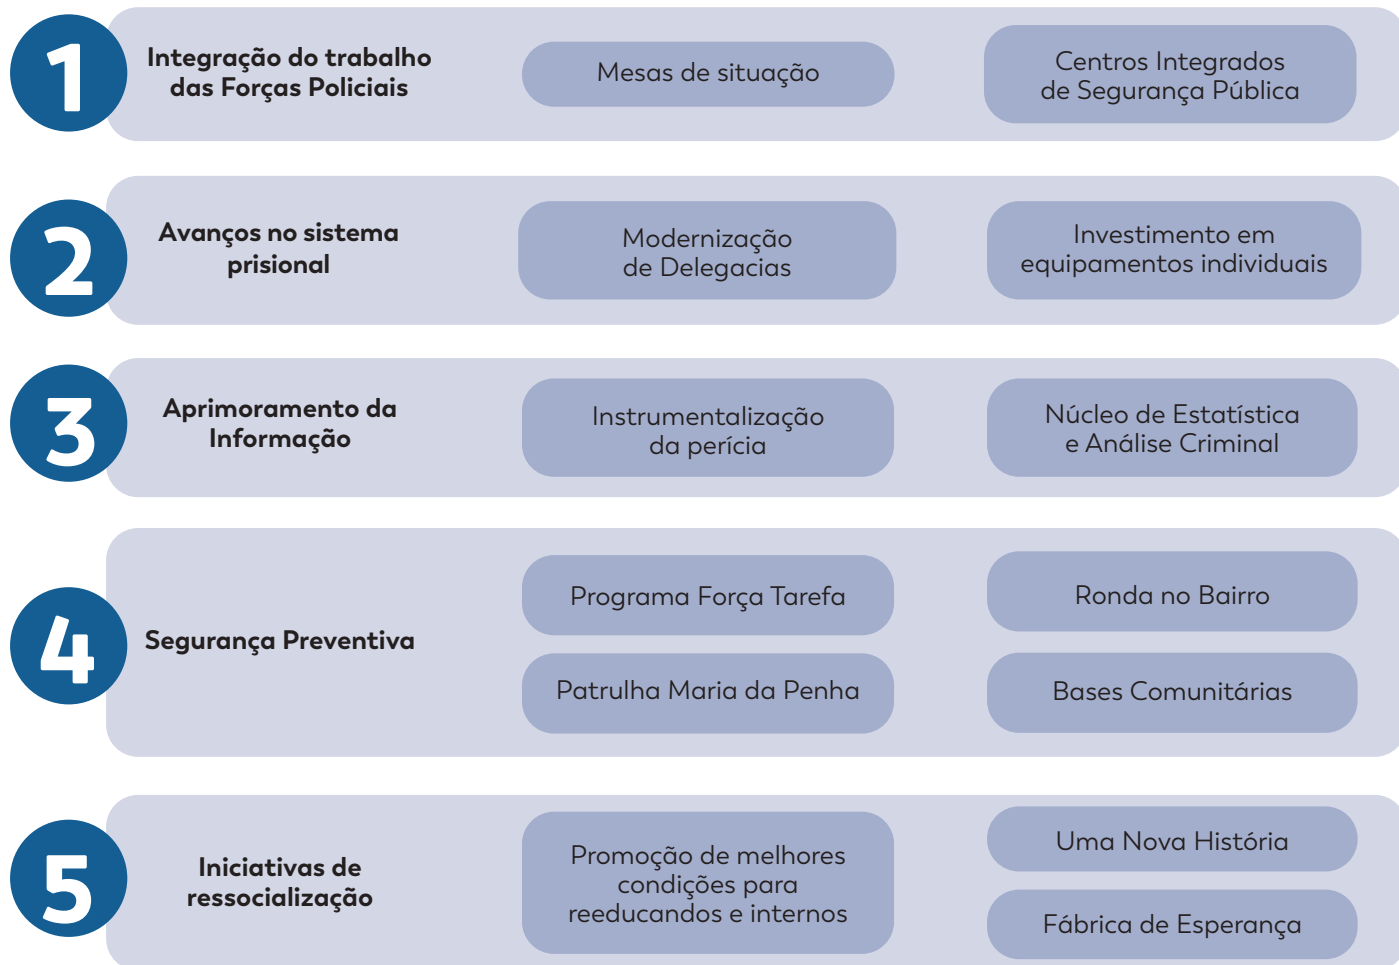 1
Integração do trabalho
das Forças Policiais
Mesas de situação
Centros Integrados
de Segurança Pública
2
Avanços no sistema
prisional
Modernização
de Delegacias
Investimento em
equipamentos individuais
3
Aprimoramento da
Informação
Instrumentalização
da perícia
Núcleo de Estatística
e Análise Criminal
4
Segurança Preventiva
Programa Força Tarefa
Ronda no Bairro
Patrulha Maria da Penha
Bases Comunitárias
5
Iniciativas de
ressocialização
Promoção de melhores
condições para
reeducandos e internos
Uma Nova História
Fábrica de Esperança